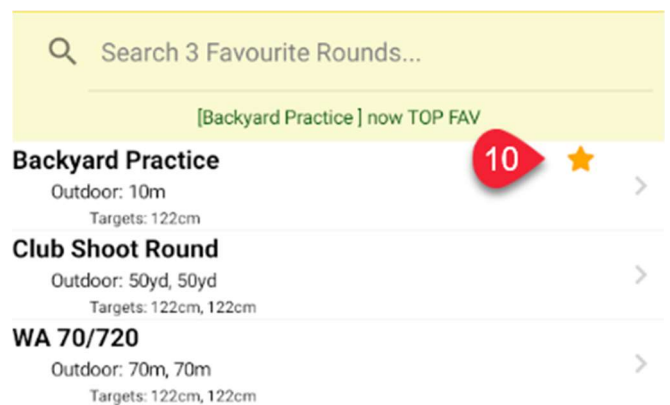 Search 3 Favourite Rounds...
[Backyard Practice ] now TOP FAV
Backyard Practice
10
Outdoor: 10m
Targets: 122cm
Club Shoot Round
Outdoor: 50yd, 50yd
Targets: 122cm, 122cm
WA 70/720
Outdoor: 70m, 70m
Targets: 122cm, 122cm